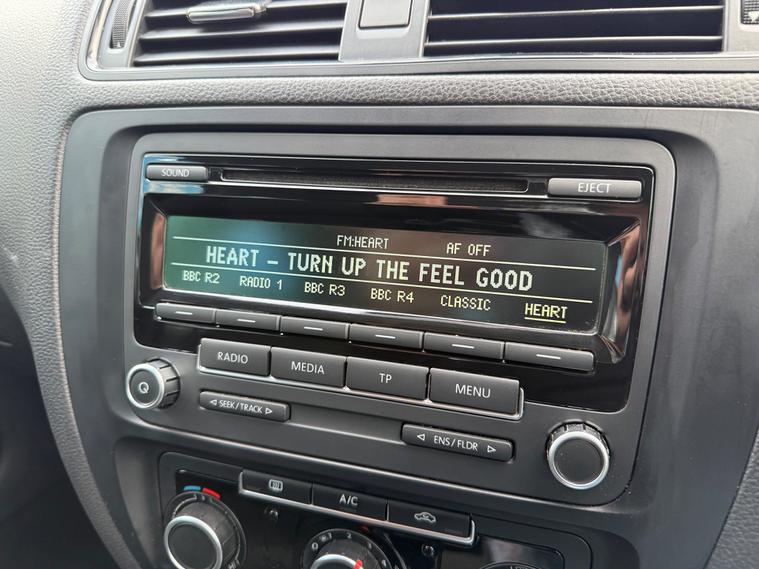 SOUND
EJECT
FM:HEART AF OFF
HEART - TURN UP THE FEEL GOOD
BBC R2 RADIO 1 BBC R3 BBC R4 CLASSIC HEART
RADIO MEDIA TP MENU
SEEK / TRACK
ENS/FLDR
A/C
0